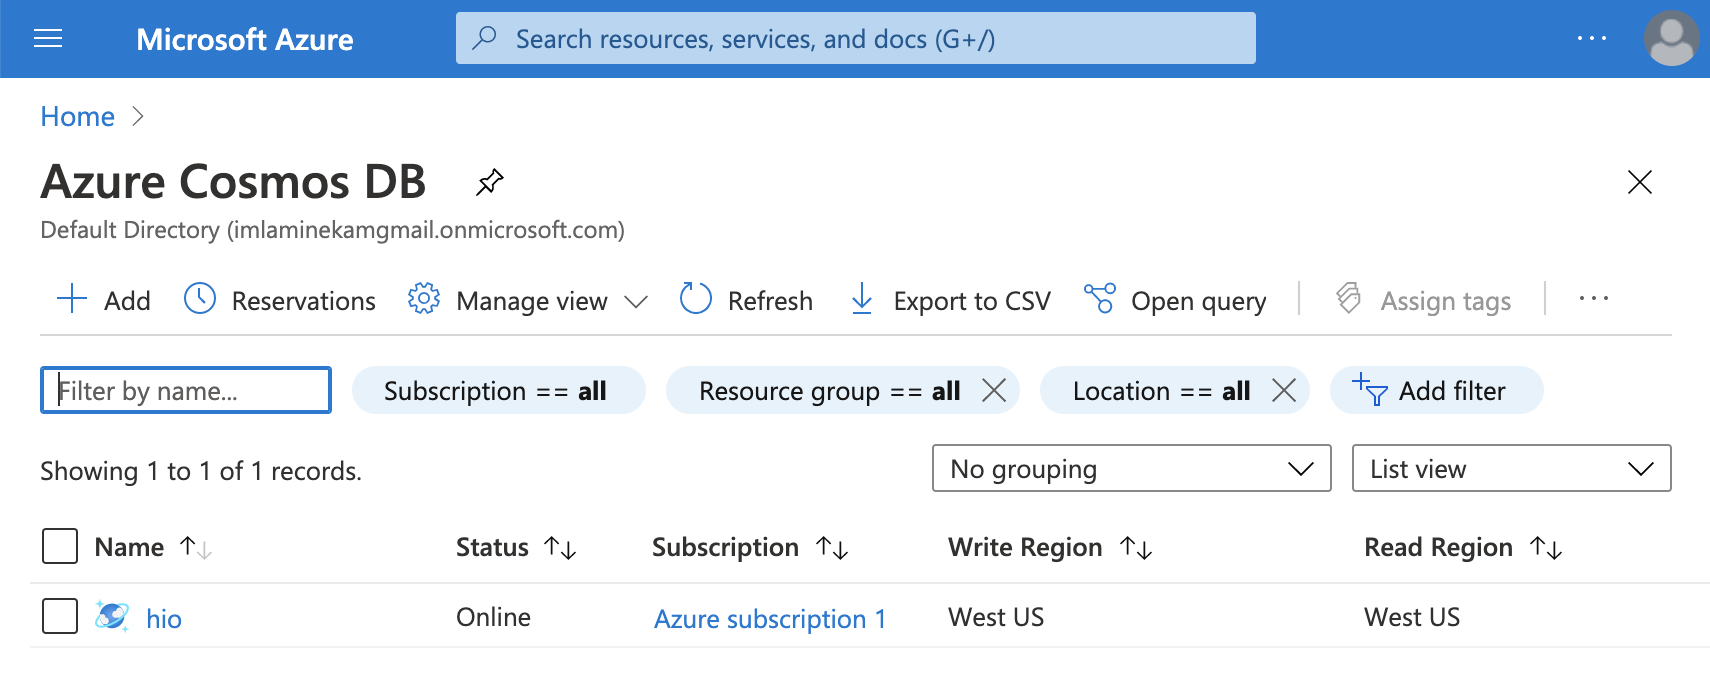 Microsoft Azure
Search resources, services, and docs (G+/)
Home
Azure Cosmos DB
Default Directory (imlaminekamgmail.onmicrosoft.com)
Add Reservations Manage view Refresh Export to CSV Open query Assign tags
Filter by name... Subscription == all Resource group == all Location == all Add filter
Showing 1 to 1 of 1 records. No grouping List view
Name Status Subscription Write Region Read Region
hio Online Azure subscription 1 West US West US